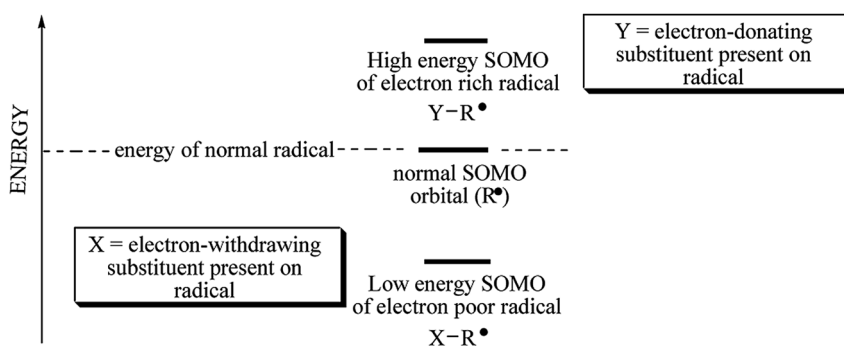 ENERGY
High energy SOMO
of electron rich radical
Y–R•
Y = electron-donating
substituent present on
radical
energy of normal radical
normal SOMO
orbital (R•)
X = electron-withdrawing
substituent present on
radical
Low energy SOMO
of electron poor radical
X–R•